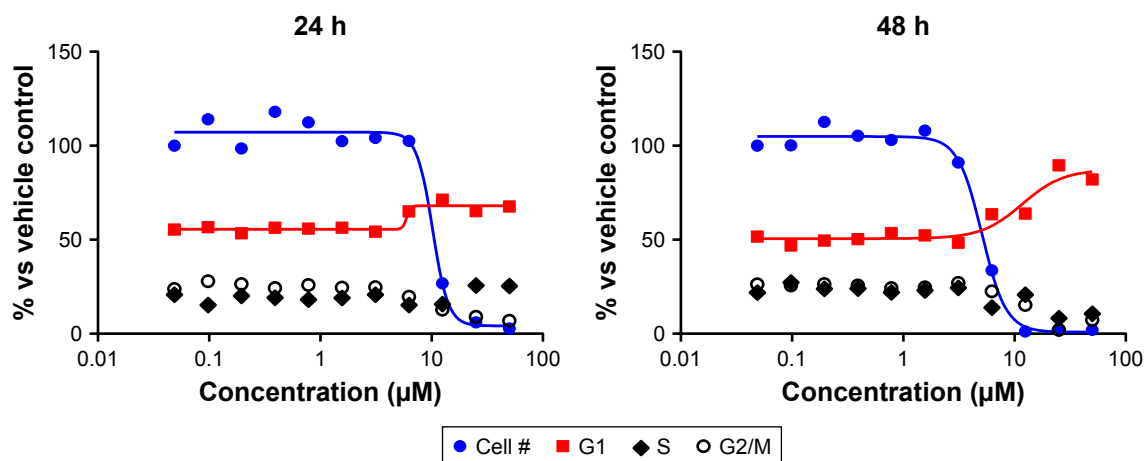 24 h
48 h
% vs vehicle control
150
100
50
0
0.01
0.1
1
10
100
Concentration (µM)
% vs vehicle control
150
100
50
0
0.01
0.1
1
10
100
Concentration (µM)
Cell # G1 S G2/M